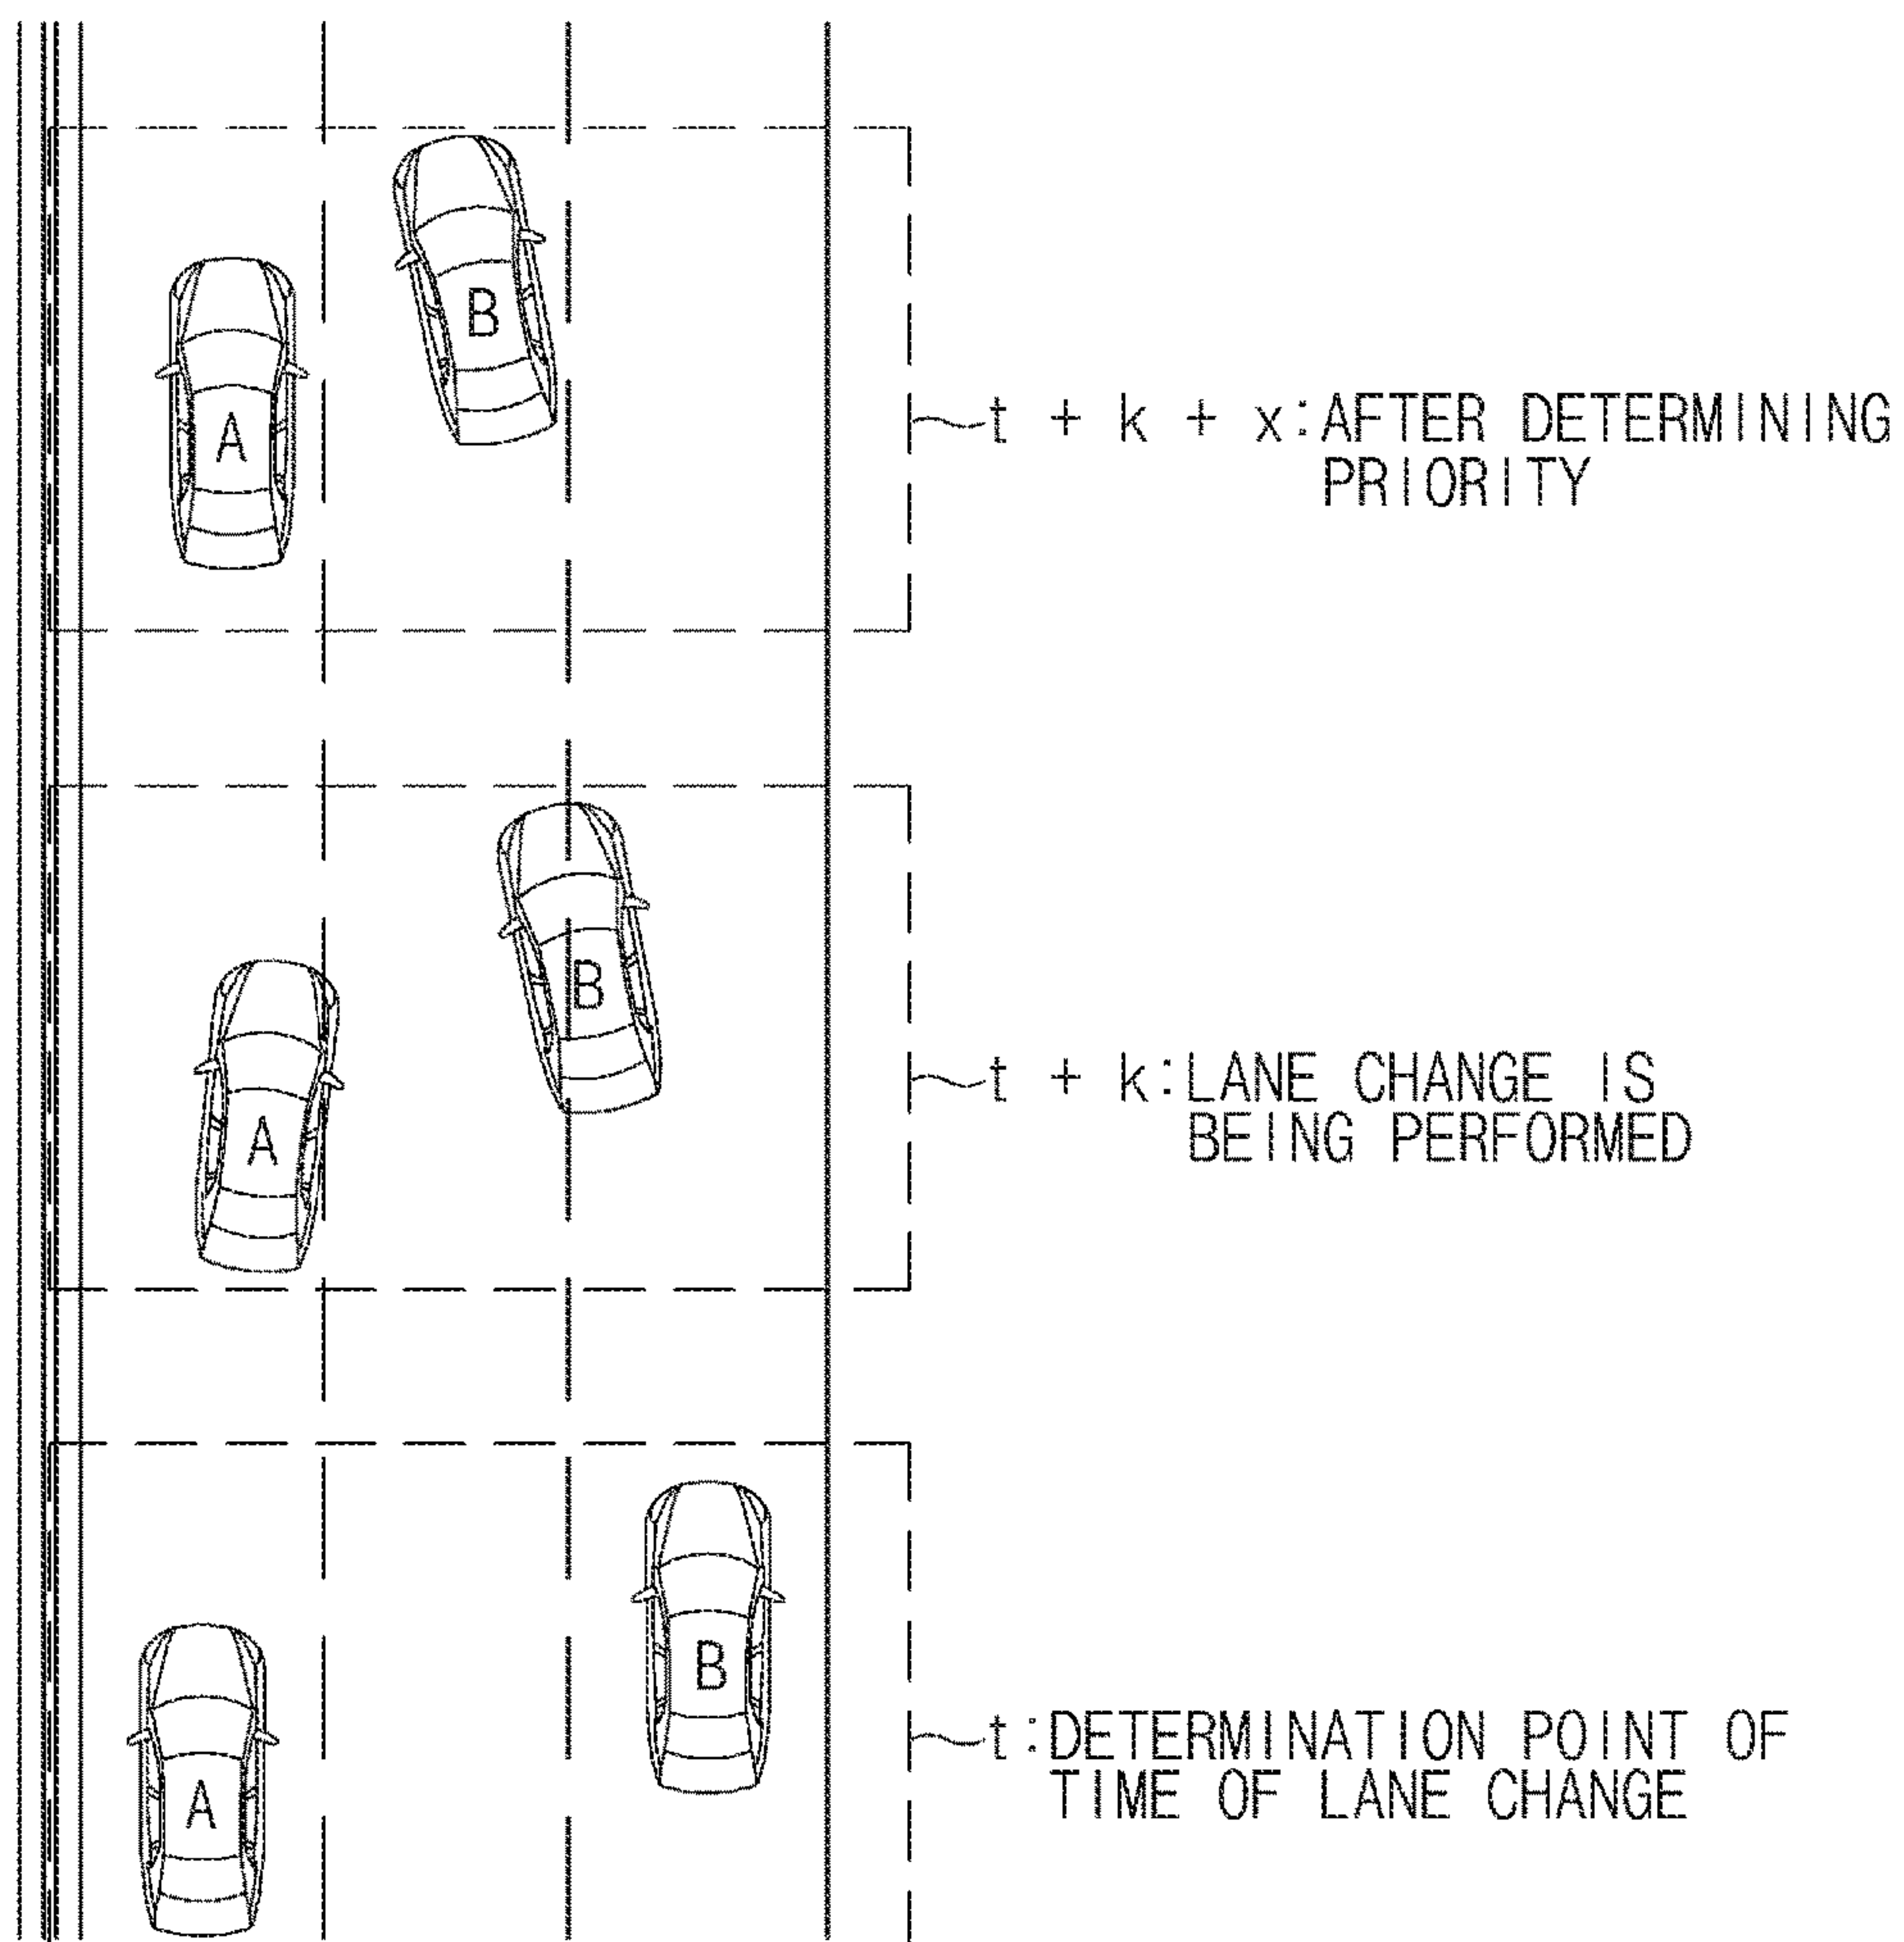 B
A
t + k + x:AFTER DETERMINING
PRIORITY
B
A
t + k:LANE CHANGE IS
BEING PERFORMED
B
A
t:DETERMINATION POINT OF
TIME OF LANE CHANGE